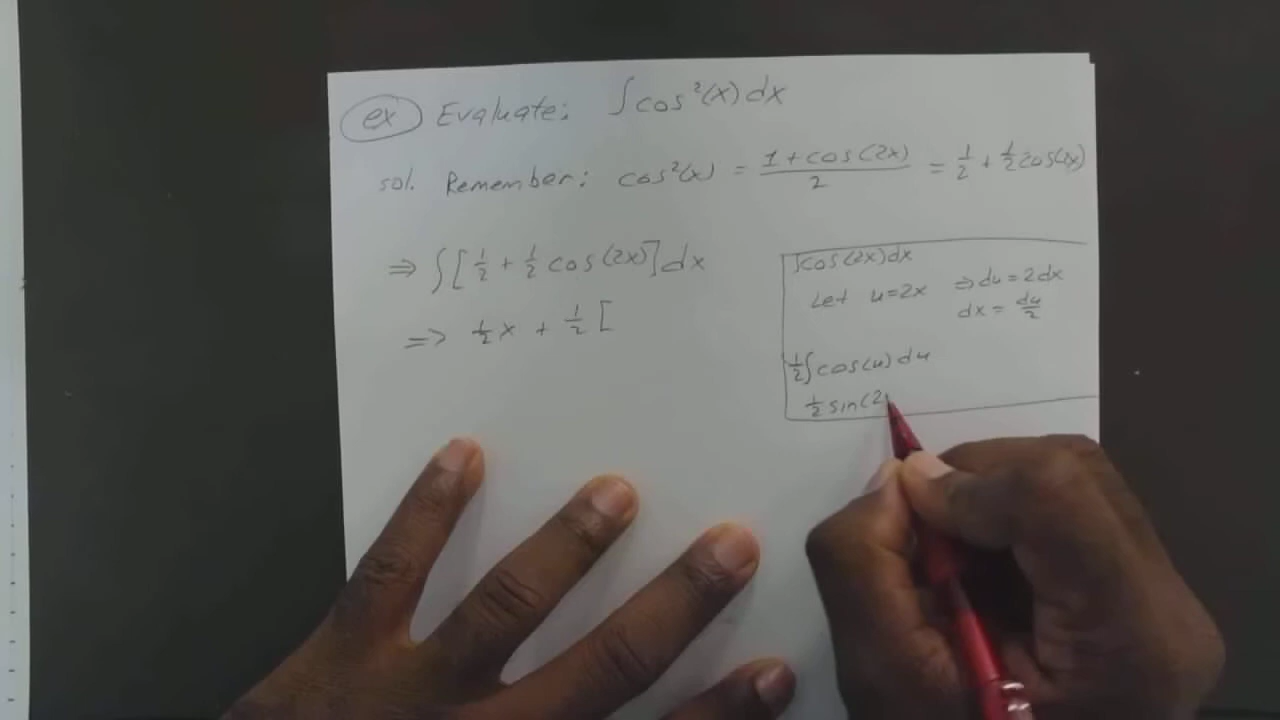 ex Evaluate: ∫cos²(x)dx
sol. Remember: cos²(x) = 1+cos(2x)/2 = 1/2 + 1/2 cos(2x)
⇒ ∫[1/2 + 1/2 cos(2x)]dx
⇒ 1/2 x + 1/2 [
∫cos(2x)dx
Let u=2x ⇒ du=2dx
dx = du/2
1/2∫cos(u)du
1/2 sin(2